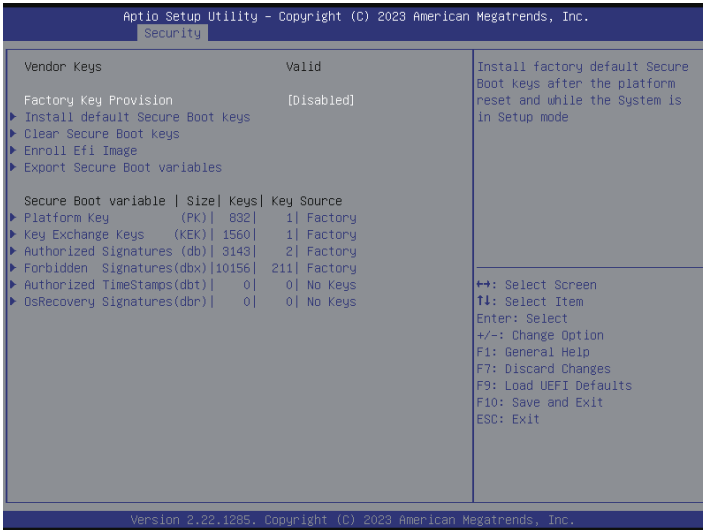 Aptio Setup Utility – Copyright (C) 2023 American Megatrends, Inc.
Security
Vendor Keys Valid
Factory Key Provision [Disabled]
Install default Secure Boot keys
Clear Secure Boot keys
Enroll Efi Image
Export Secure Boot variables
Secure Boot variable | Size| Keys| Key Source
Platform Key (PK)| 832| 1| Factory
Key Exchange Keys (KEK)| 1560| 1| Factory
Authorized Signatures (db)| 3143| 2| Factory
Forbidden Signatures(dbx)|10156| 211| Factory
Authorized TimeStamps(dbt)| 0| 0| No Keys
OsRecovery Signatures(dbr)| 0| 0| No Keys
Install factory default Secure
Boot keys after the platform
reset and while the System is
in Setup mode
↔: Select Screen
↑↓: Select Item
Enter: Select
+/-: Change Option
F1: General Help
F7: Discard Changes
F9: Load UEFI Defaults
F10: Save and Exit
ESC: Exit
Version 2.22.1285. Copyright (C) 2023 American Megatrends, Inc.